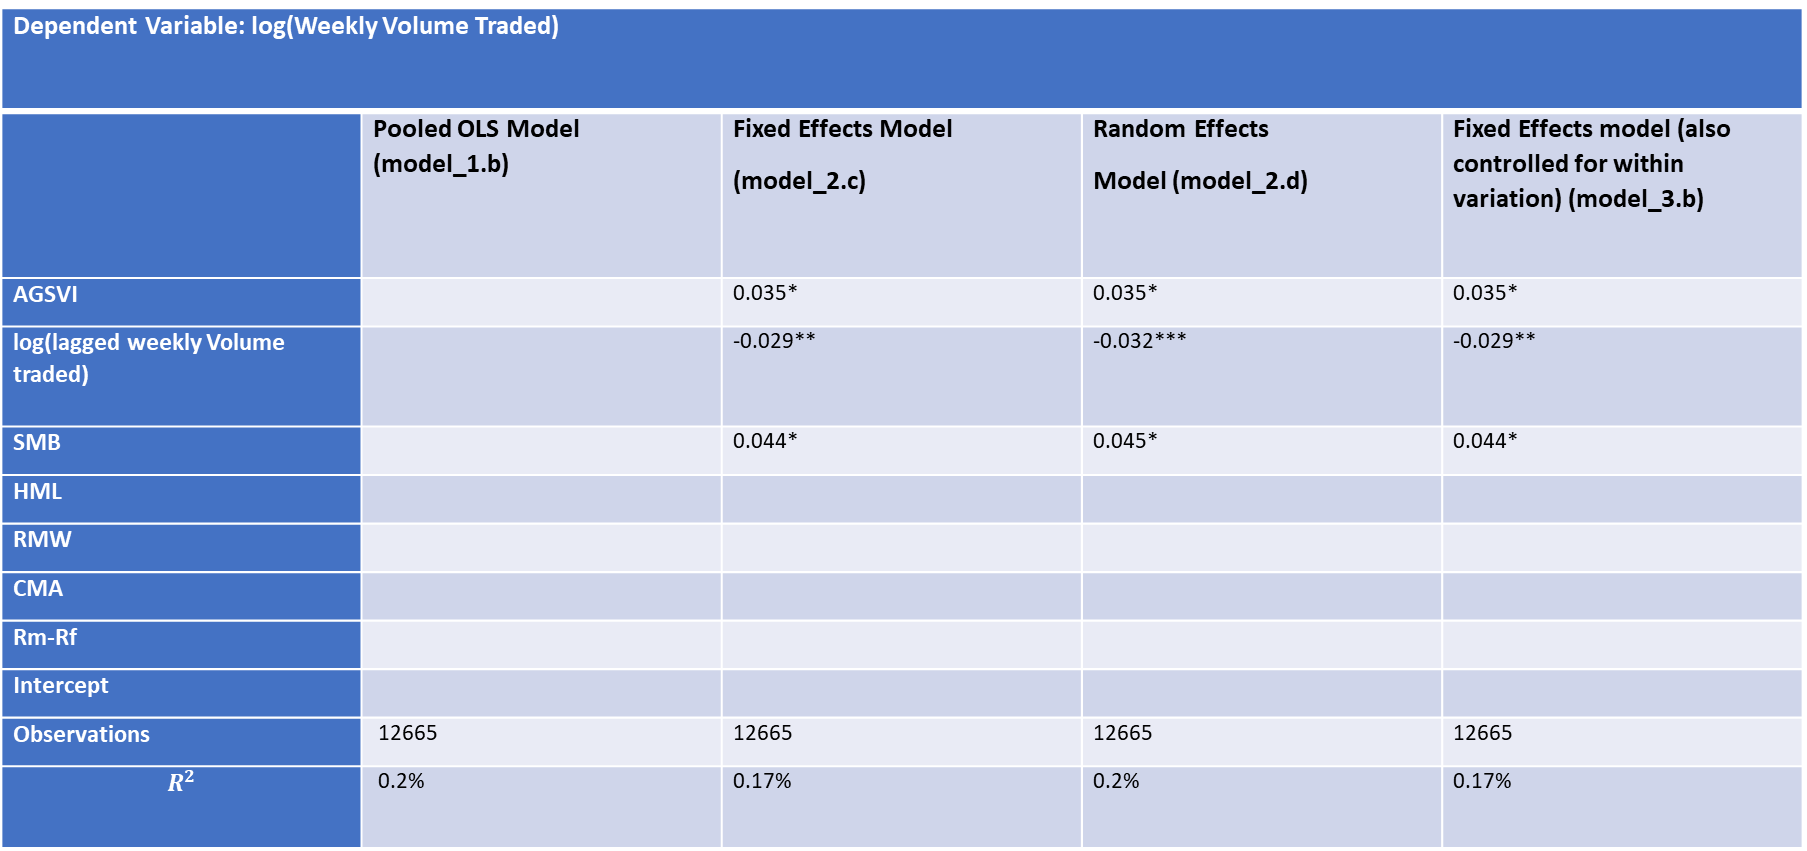 Dependent Variable: log(Weekly Volume Traded)
Pooled OLS Model
(model_1.b)
Fixed Effects Model
(model_2.c)
Random Effects
Model (model_2.d)
Fixed Effects model (also
controlled for within
variation) (model_3.b)
AGSVI
0.035*
0.035*
0.035*
log(lagged weekly Volume
traded)
-0.029**
-0.032***
-0.029**
SMB
0.044*
0.045*
0.044*
HML
RMW
CMA
Rm-Rf
Intercept
Observations
12665
12665
12665
12665
R²
0.2%
0.17%
0.2%
0.17%